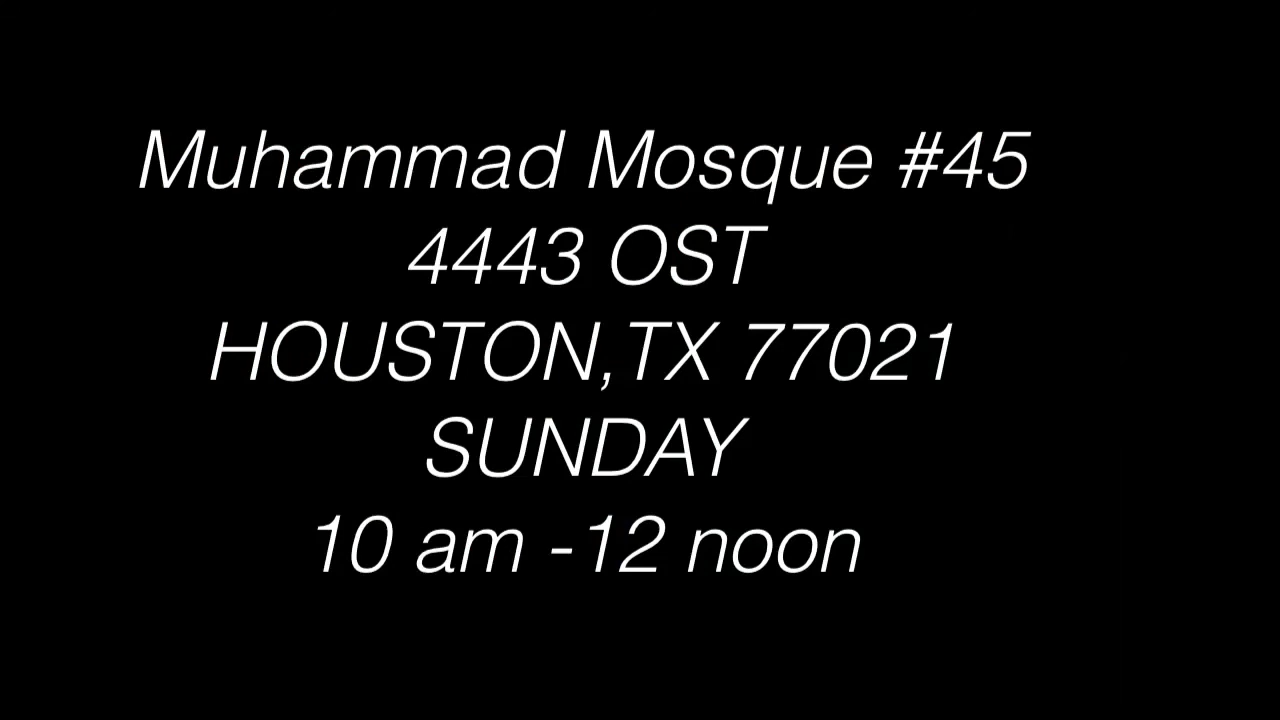 Muhammad Mosque #45
4443 OST
HOUSTON,TX 77021
SUNDAY
10 am -12 noon